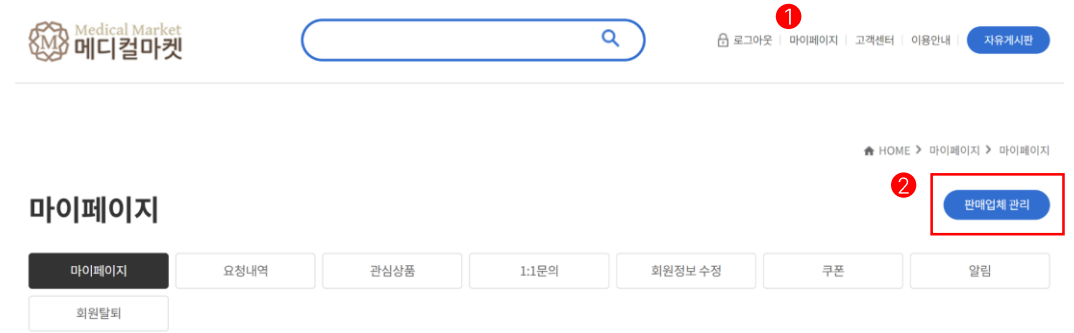 Medical Market
메디컬마켓
1
로그아웃 마이페이지 고객센터 이용안내 자유게시판
HOME > 마이페이지 > 마이페이지
2
마이페이지
판매업체 관리
마이페이지 요청내역 관심상품 1:1문의 회원정보 수정 쿠폰 알림
회원탈퇴